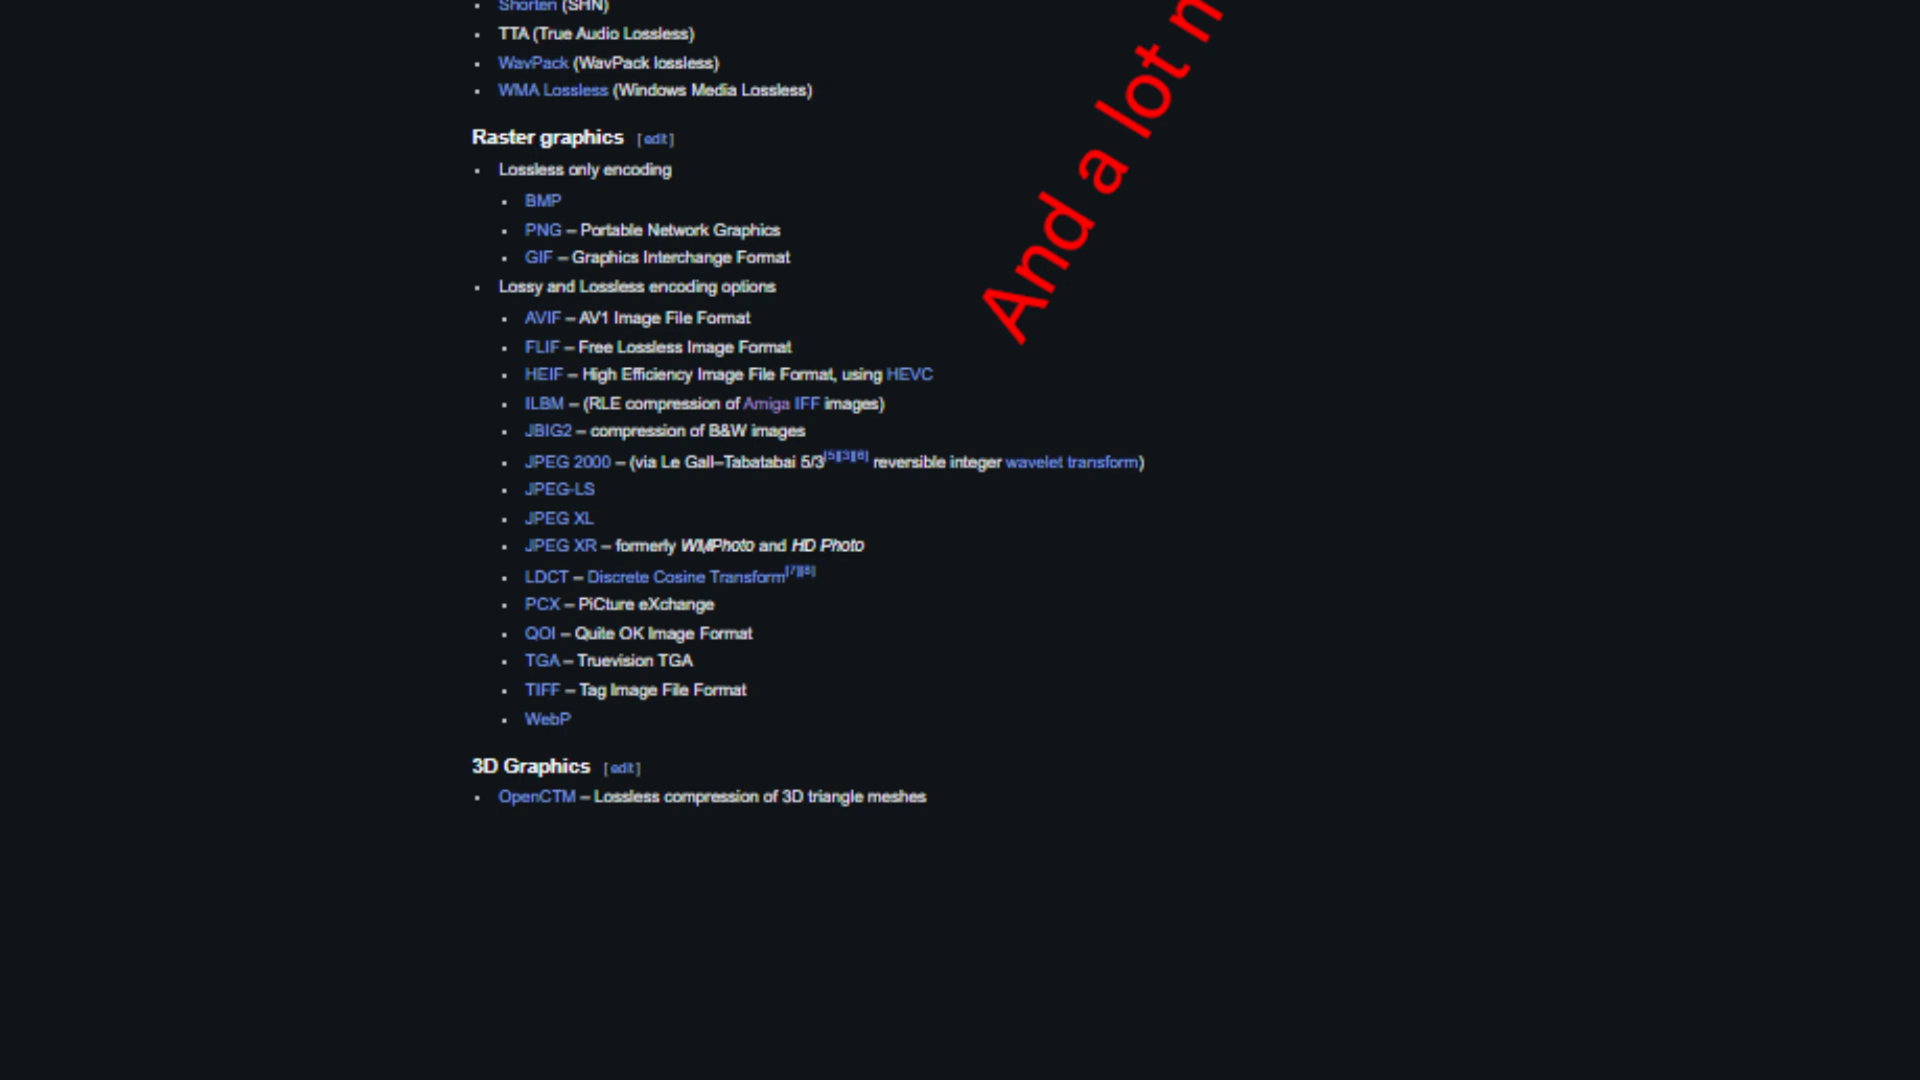 Shorten (SHN)
TTA (True Audio Lossless)
WavPack (WavPack lossless)
WMA Lossless (Windows Media Lossless)
Raster graphics [edit]
Lossless only encoding
BMP
PNG – Portable Network Graphics
GIF – Graphics Interchange Format
Lossy and Lossless encoding options
AVIF – AV1 Image File Format
FLIF – Free Lossless Image Format
HEIF – High Efficiency Image File Format, using HEVC
ILBM – (RLE compression of Amiga IFF images)
JBIG2 – compression of B&W images
JPEG 2000 – (via Le Gall–Tabatabai 5/3[5][3][6] reversible integer wavelet transform)
JPEG-LS
JPEG XL
JPEG XR – formerly WMPhoto and HD Photo
LDCT – Discrete Cosine Transform[7][8]
PCX – PiCture eXchange
QOI – Quite OK Image Format
TGA – Truevision TGA
TIFF – Tag Image File Format
WebP
3D Graphics [edit]
OpenCTM – Lossless compression of 3D triangle meshes
And a lot